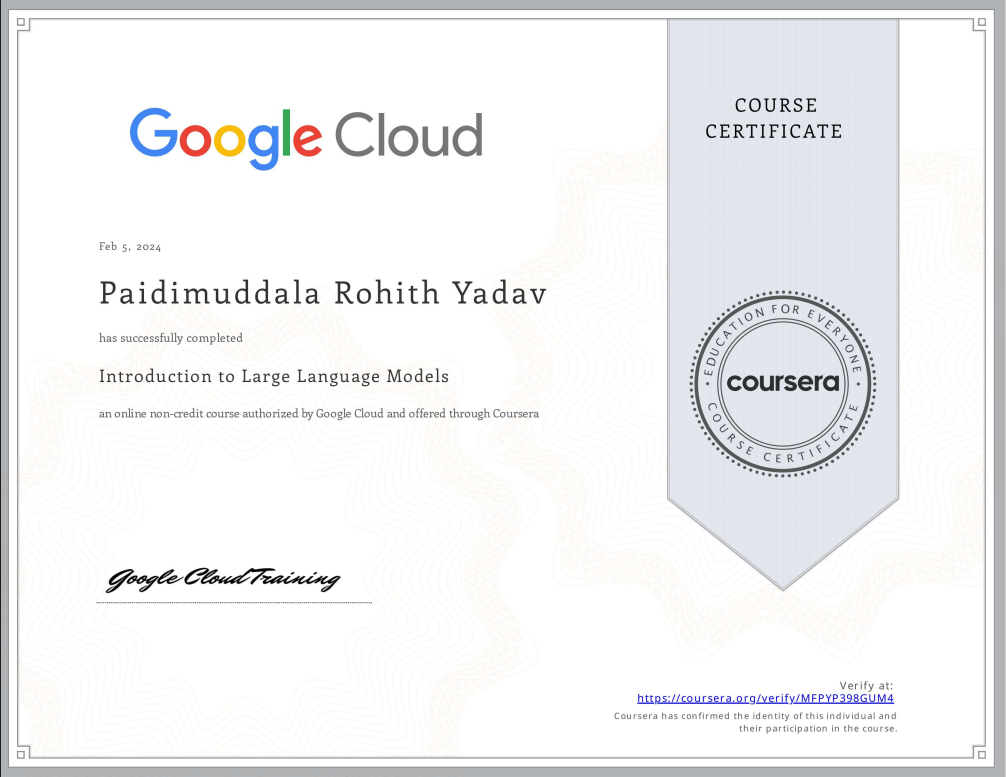 Google Cloud
COURSE
CERTIFICATE
Feb 5, 2024
Paidimuddala Rohith Yadav
has successfully completed
Introduction to Large Language Models
an online non-credit course authorized by Google Cloud and offered through Coursera
EDUCATION FOR EVERYONE
coursera
COURSE CERTIFICATE
Google Cloud Training
Verify at:
https://coursera.org/verify/MFPYP398GUM4
Coursera has confirmed the identity of this individual and
their participation in the course.